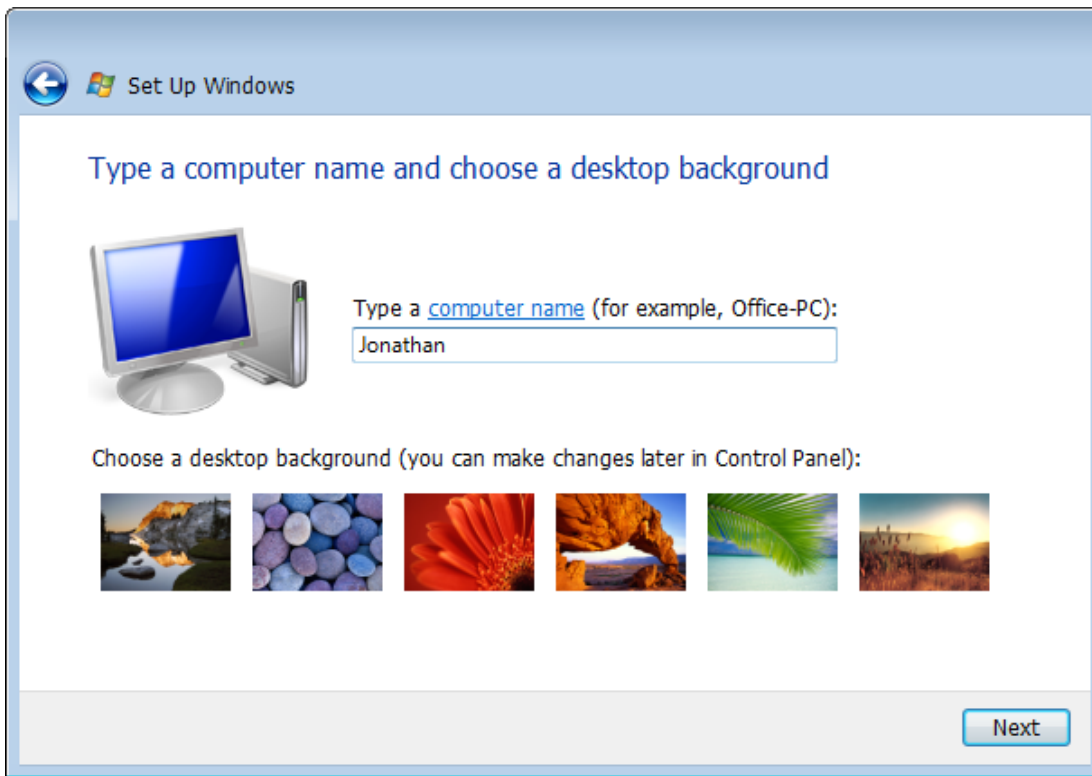 Set Up Windows
Type a computer name and choose a desktop background
Type a computer name (for example, Office-PC):
Jonathan
Choose a desktop background (you can make changes later in Control Panel):
Next